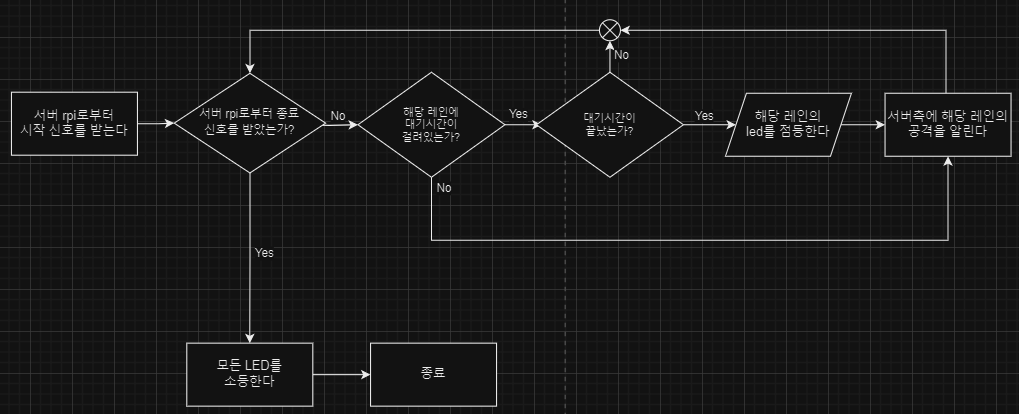 서버 rpi로부터
시작 신호를 받는다
서버 rpi로부터 종료
신호를 받았는가?
No
해당 레인에
대기시간이
걸려있는가?
Yes
대기시간이
끝났는가?
No
Yes
해당 레인의
led를 점등한다
서버측에 해당 레인의
공격을 알린다
No
Yes
모든 LED를
소등한다
종료